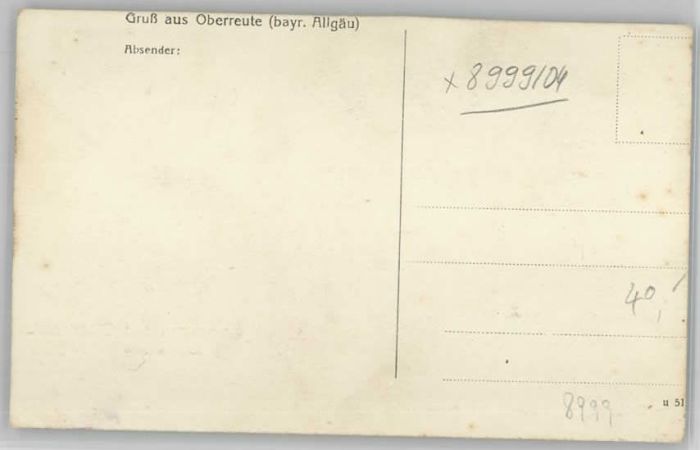 Gruß aus Oberreute (bayr. Allgäu)
Absender:
x 8999/04
40,
8999
u 51